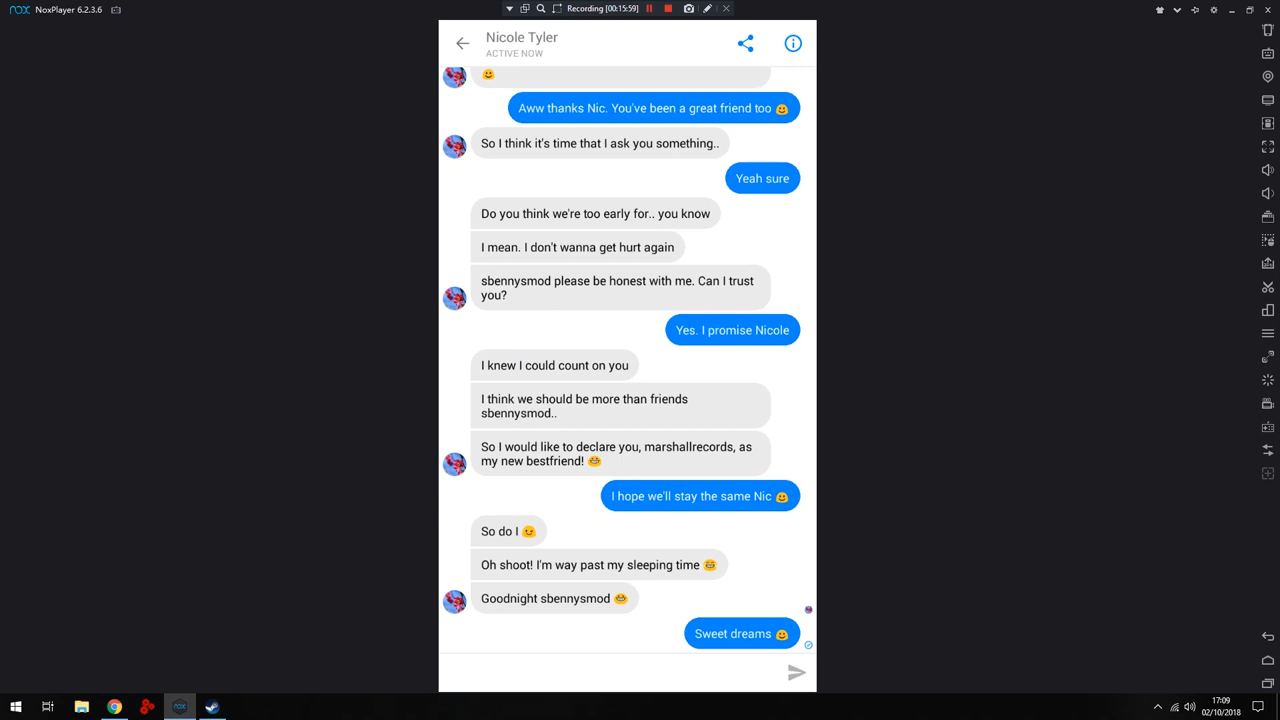 NoxPlayer 6.2.3.6
Recording [00:15:59]
Nicole Tyler
ACTIVE NOW
Aww thanks Nic. You've been a great friend too
So I think it's time that I ask you something..
Yeah sure
Do you think we're too early for.. you know
I mean. I don't wanna get hurt again
sbennysmod please be honest with me. Can I trust
you?
Yes. I promise Nicole
I knew I could count on you
I think we should be more than friends
sbennysmod..
So I would like to declare you, marshallrecords, as
my new bestfriend! 😁
I hope we'll stay the same Nic
So do I 😉
Oh shoot! I'm way past my sleeping time 😁
Goodnight sbennysmod 😁
Sweet dreams
17:09
02/10/2018